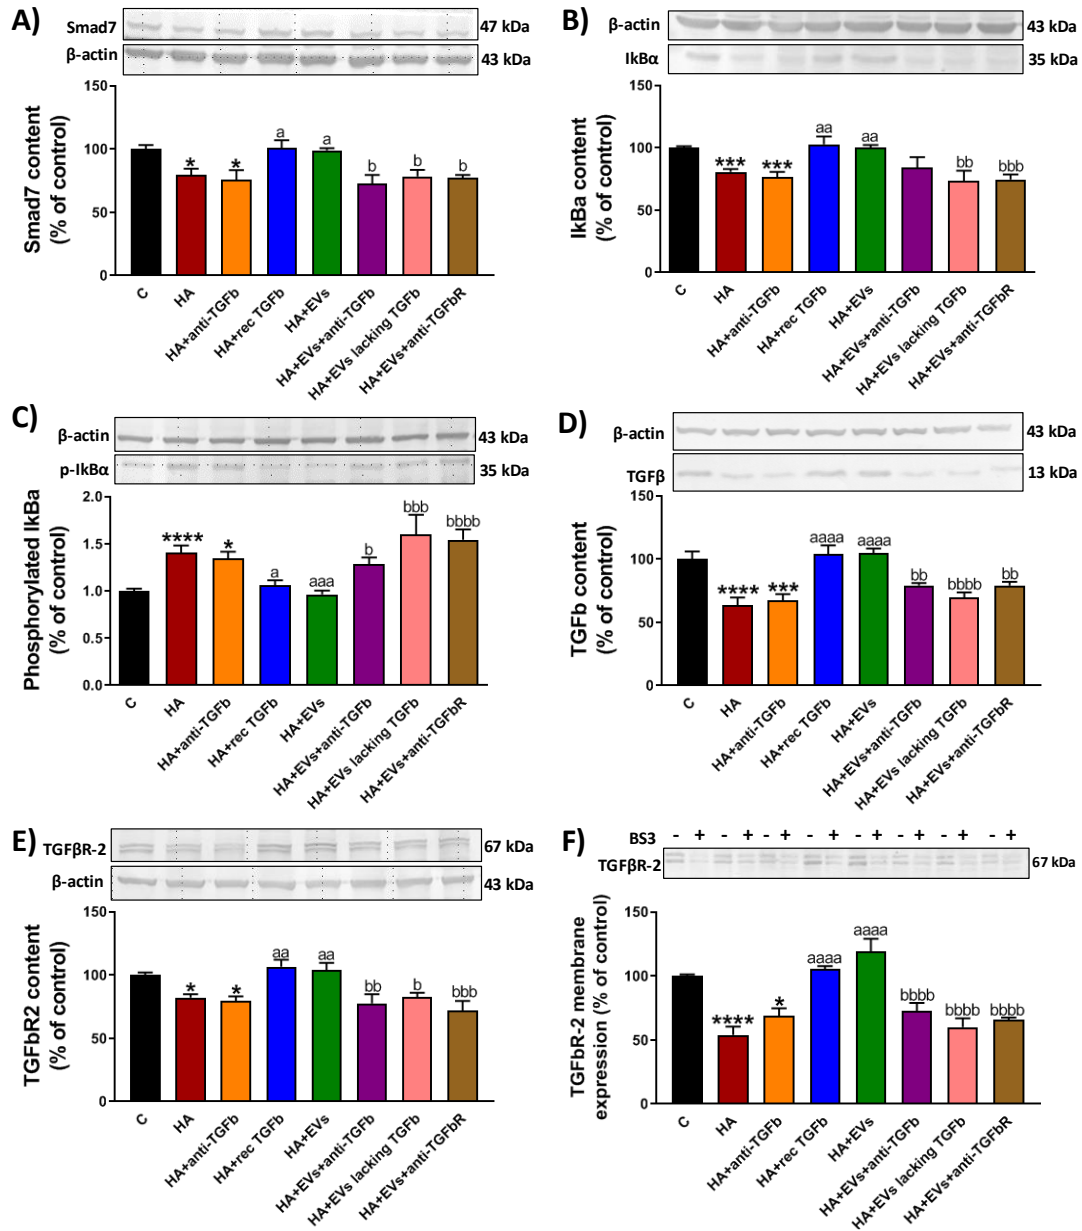 A)
Smad7
47 kDa
β-actin
43 kDa
Smad7 content
(% of control)
150
100
50
0
*
*
a
a
b
b
b
C
HA
HA+anti-TGFb
HA+rec TGFb
HA+EVs
HA+EVs+anti-TGFb
HA+EVs lacking TGFb
HA+EVs+anti-TGFbR
B)
β-actin
43 kDa
IkBα
35 kDa
IkBa content
(% of control)
150
100
50
0
***
***
aa
aa
bb
bbb
C
HA
HA+anti-TGFb
HA+rec TGFb
HA+EVs
HA+EVs+anti-TGFb
HA+EVs lacking TGFb
HA+EVs+anti-TGFbR
C)
β-actin
43 kDa
p-IkBα
35 kDa
Phosphorylated IkBa
(% of control)
2.0
1.5
1.0
0.5
0.0
****
*
a
aaa
b
bbb
bbbb
C
HA
HA+anti-TGFb
HA+rec TGFb
HA+EVs
HA+EVs+anti-TGFb
HA+EVs lacking TGFb
HA+EVs+anti-TGFbR
D)
β-actin
43 kDa
TGFβ
13 kDa
TGFb content
(% of control)
150
100
50
0
****
***
aaaa
aaaa
bb
bbbb
bb
C
HA
HA+anti-TGFb
HA+rec TGFb
HA+EVs
HA+EVs+anti-TGFb
HA+EVs lacking TGFb
HA+EVs+anti-TGFbR
E)
TGFβR-2
67 kDa
β-actin
43 kDa
TGFbR2 content
(% of control)
150
100
50
0
*
*
aa
aa
bb
b
bbb
C
HA
HA+anti-TGFb
HA+rec TGFb
HA+EVs
HA+EVs+anti-TGFb
HA+EVs lacking TGFb
HA+EVs+anti-TGFbR
F)
BS3 - + - + - + - + - + - + - + - +
TGFβR-2
67 kDa
TGFbR-2 membrane
expression (% of control)
150
100
50
0
****
*
aaaa
aaaa
bbbb
bbbb
bbbb
C
HA
HA+anti-TGFb
HA+rec TGFb
HA+EVs
HA+EVs+anti-TGFb
HA+EVs lacking TGFb
HA+EVs+anti-TGFbR